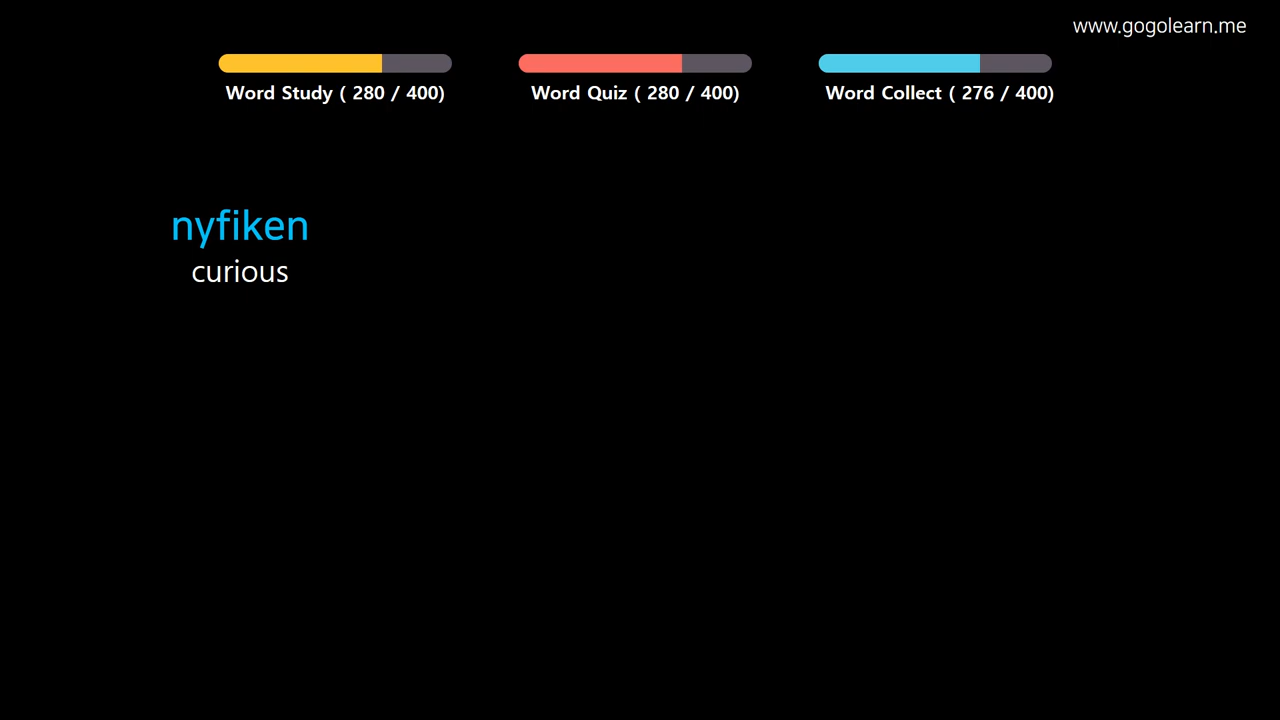 www.gogolearn.me
Word Study ( 280 / 400)
Word Quiz ( 280 / 400)
Word Collect ( 276 / 400)
nyfiken
curious